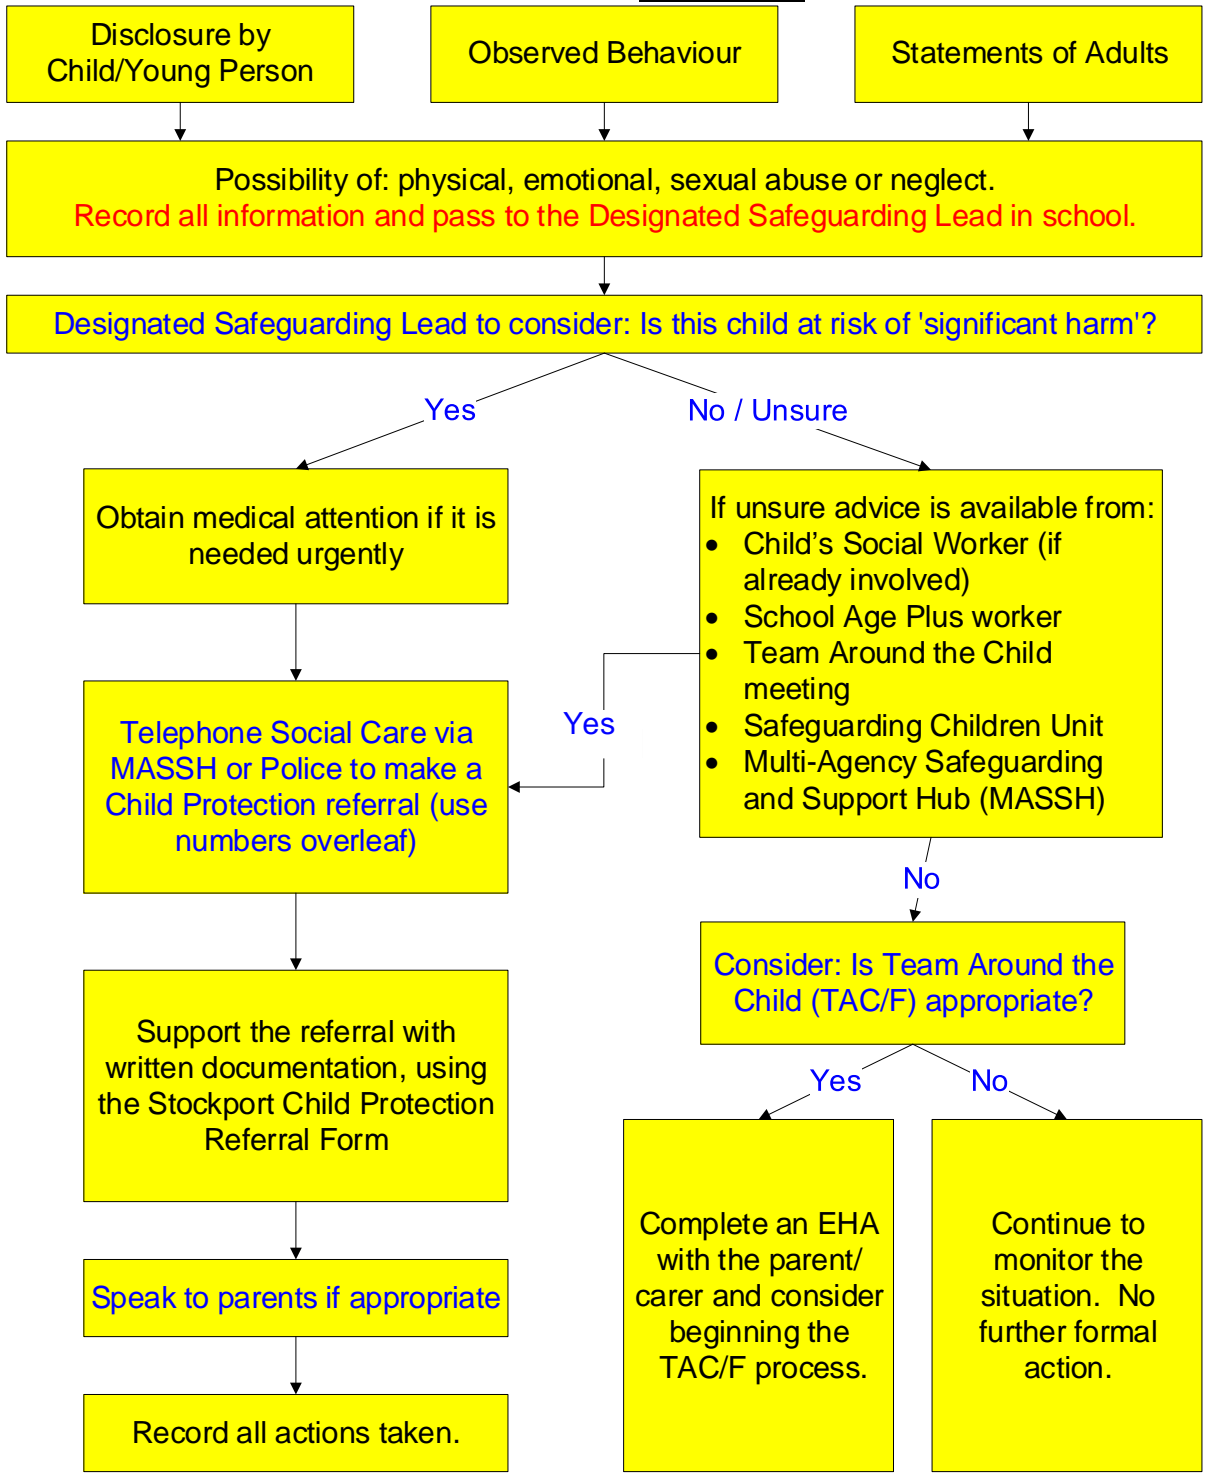 Disclosure by
Child/Young Person
Observed Behaviour
Statements of Adults
Possibility of: physical, emotional, sexual abuse or neglect.
Record all information and pass to the Designated Safeguarding Lead in school.
Designated Safeguarding Lead to consider: Is this child at risk of 'significant harm'?
Yes
No / Unsure
Obtain medical attention if it is
needed urgently
If unsure advice is available from:
• Child’s Social Worker (if
already involved)
• School Age Plus worker
• Team Around the Child
meeting
• Safeguarding Children Unit
• Multi-Agency Safeguarding
and Support Hub (MASSH)
Yes
Telephone Social Care via
MASSH or Police to make a
Child Protection referral (use
numbers overleaf)
No
Consider: Is Team Around the
Child (TAC/F) appropriate?
Support the referral with
written documentation, using
the Stockport Child Protection
Referral Form
Yes
No
Complete an EHA
with the parent/
carer and consider
beginning the
TAC/F process.
Continue to
monitor the
situation.  No
further formal
action.
Speak to parents if appropriate
Record all actions taken.